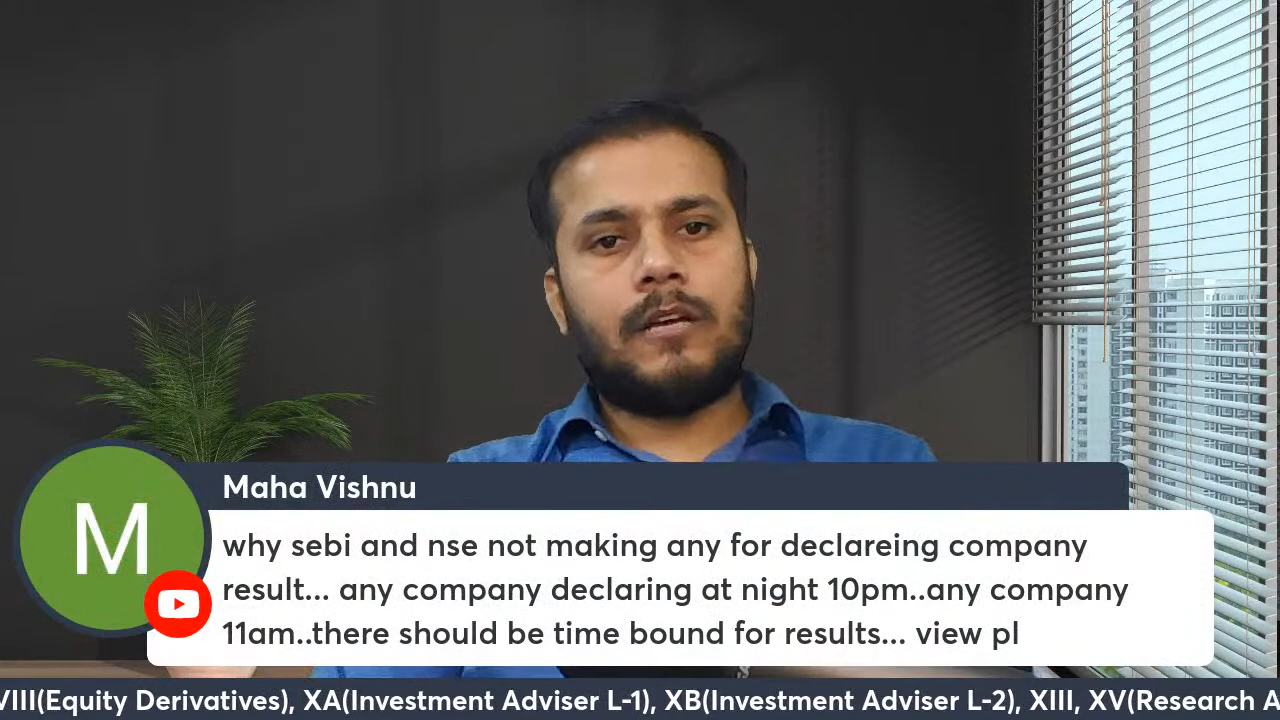 Maha Vishnu
M
why sebi and nse not making any for declareing company
result... any company declaring at night 10pm..any company
11am..there should be time bound for results... view pl
VIII(Equity Derivatives), XA(Investment Adviser L-1), XB(Investment Adviser L-2), XIII, XV(Research A